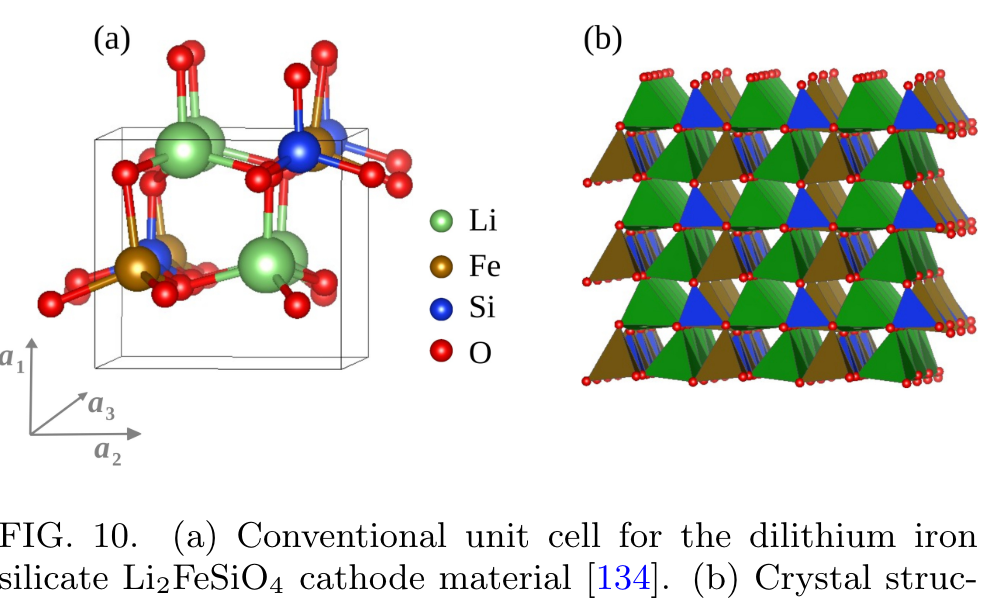 (a)
(b)
Li
Fe
Si
O
a1
a3
a2
FIG. 10. (a) Conventional unit cell for the dilithium iron
silicate Li2FeSiO4 cathode material [134]. (b) Crystal struc-